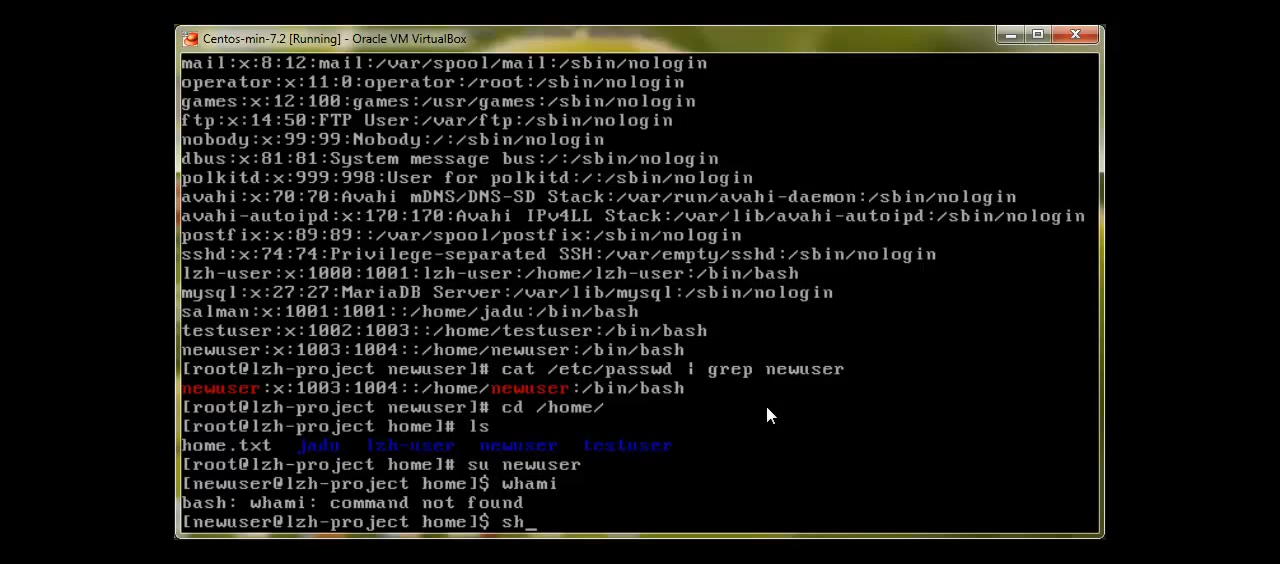 Centos-min-7.2 [Running] - Oracle VM VirtualBox
mail:x:8:12:mail:/var/spool/mail:/sbin/nologin
operator:x:11:0:operator:/root:/sbin/nologin
games:x:12:100:games:/usr/games:/sbin/nologin
ftp:x:14:50:FTP User:/var/ftp:/sbin/nologin
nobody:x:99:99:Nobody:/:/sbin/nologin
dbus:x:81:81:System message bus:/:/sbin/nologin
polkitd:x:999:998:User for polkitd:/:/sbin/nologin
avahi:x:70:70:Avahi mDNS/DNS-SD Stack:/var/run/avahi-daemon:/sbin/nologin
avahi-autoipd:x:170:170:Avahi IPv4LL Stack:/var/lib/avahi-autoipd:/sbin/nologin
postfix:x:89:89::/var/spool/postfix:/sbin/nologin
sshd:x:74:74:Privilege-separated SSH:/var/empty/sshd:/sbin/nologin
lzh-user:x:1000:1001:lzh-user:/home/lzh-user:/bin/bash
mysql:x:27:27:MariaDB Server:/var/lib/mysql:/sbin/nologin
salman:x:1001:1001::/home/jadu:/bin/bash
testuser:x:1002:1003::/home/testuser:/bin/bash
newuser:x:1003:1004::/home/newuser:/bin/bash
[root@lzh-project newuser]# cat /etc/passwd | grep newuser
newuser:x:1003:1004::/home/newuser:/bin/bash
[root@lzh-project newuser]# cd /home/
[root@lzh-project home]# ls
home.txt jadu lzh-user newuser testuser
[root@lzh-project home]# su newuser
[newuser@lzh-project home]$ whami
bash: whami: command not found
[newuser@lzh-project home]$ sh_